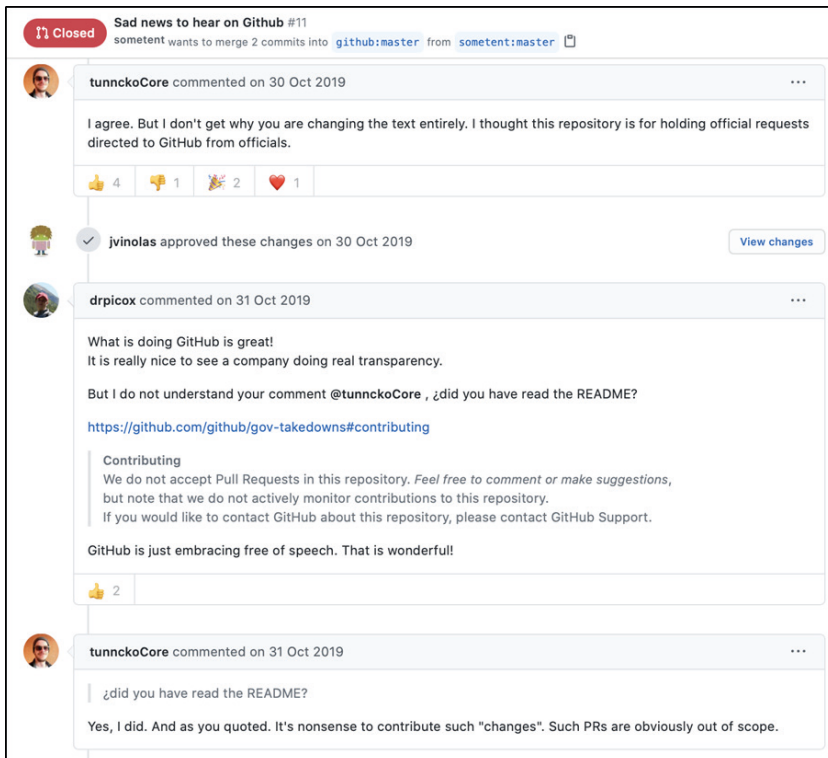 Closed
Sad news to hear on Github #11
sometent wants to merge 2 commits into github:master from sometent:master
tunnckoCore commented on 30 Oct 2019
I agree. But I don't get why you are changing the text entirely. I thought this repository is for holding official requests
directed to GitHub from officials.
👍 4 👎 1 🎉 2 ❤️ 1
jvinolas approved these changes on 30 Oct 2019
View changes
drpicox commented on 31 Oct 2019
What is doing GitHub is great!
It is really nice to see a company doing real transparency.
But I do not understand your comment @tunnckoCore , ¿did you have read the README?
https://github.com/github/gov-takedowns#contributing
Contributing
We do not accept Pull Requests in this repository. Feel free to comment or make suggestions,
but note that we do not actively monitor contributions to this repository.
If you would like to contact GitHub about this repository, please contact GitHub Support.
GitHub is just embracing free of speech. That is wonderful!
👍 2
tunnckoCore commented on 31 Oct 2019
¿did you have read the README?
Yes, I did. And as you quoted. It's nonsense to contribute such "changes". Such PRs are obviously out of scope.